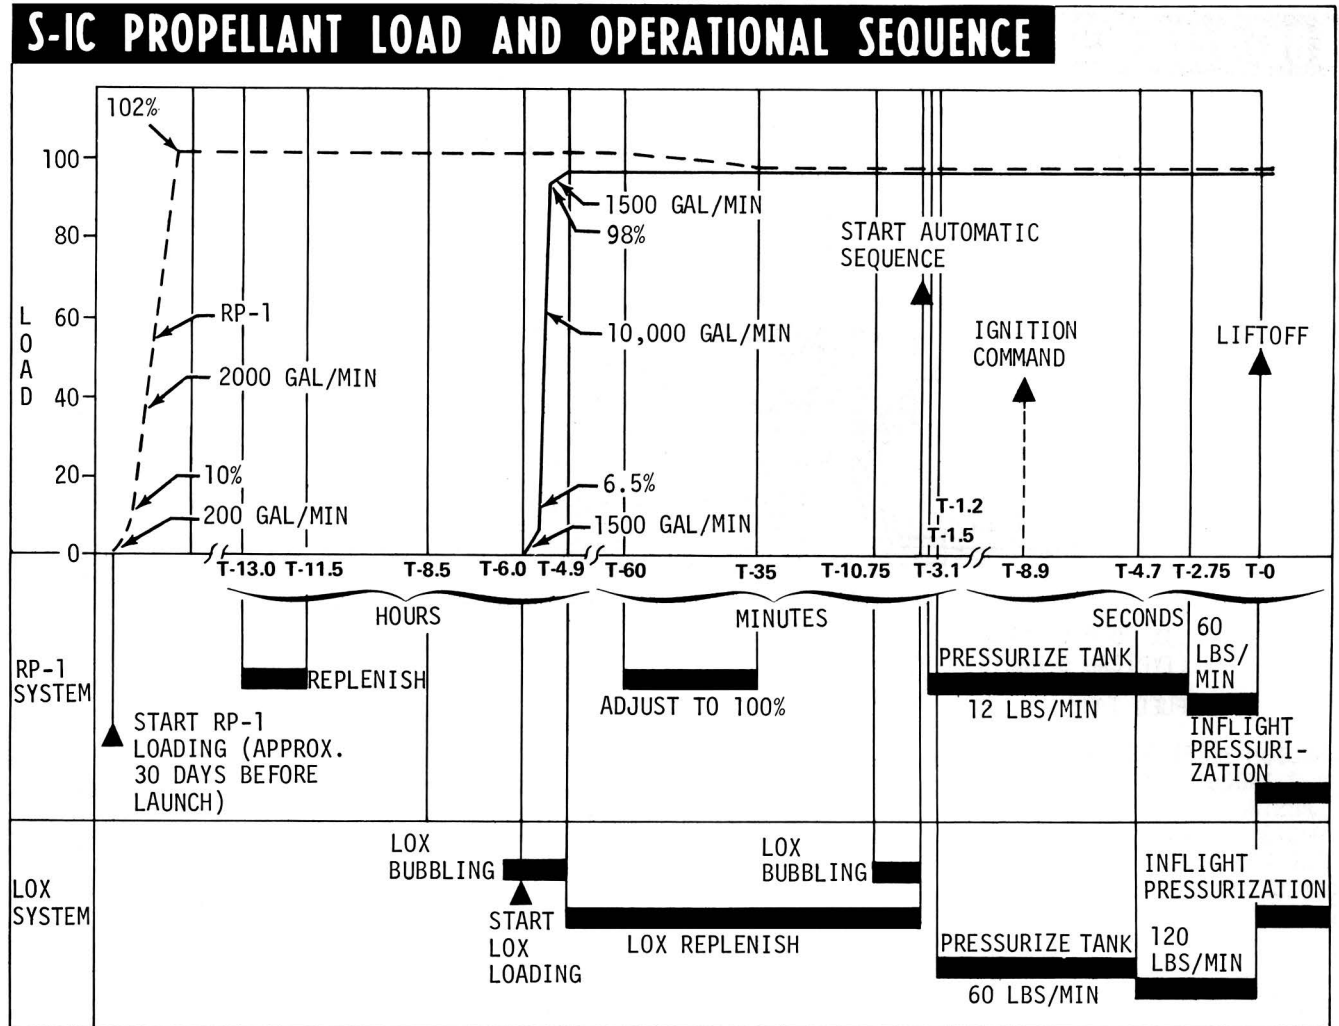 S-IC PROPELLANT LOAD AND OPERATIONAL SEQUENCE
102%
100
80
60
40
20
0
LOAD
RP-1
2000 GAL/MIN
10%
200 GAL/MIN
1500 GAL/MIN
98%
10,000 GAL/MIN
6.5%
1500 GAL/MIN
START AUTOMATIC
SEQUENCE
IGNITION
COMMAND
LIFTOFF
T-1.2
T-1.5
T-13.0 T-11.5 T-8.5 T-6.0 T-4.9 T-60 T-35 T-10.75 T-3.1 T-8.9 T-4.7 T-2.75 T-0
HOURS
MINUTES
SECONDS
RP-1
SYSTEM
START RP-1
LOADING (APPROX.
30 DAYS BEFORE
LAUNCH)
REPLENISH
ADJUST TO 100%
PRESSURIZE TANK
12 LBS/MIN
60
LBS/
MIN
INFLIGHT
PRESSURI-
ZATION
LOX
SYSTEM
LOX
BUBBLING
START
LOX
LOADING
LOX REPLENISH
LOX
BUBBLING
PRESSURIZE TANK
60 LBS/MIN
120
LBS/MIN
INFLIGHT
PRESSURIZATION